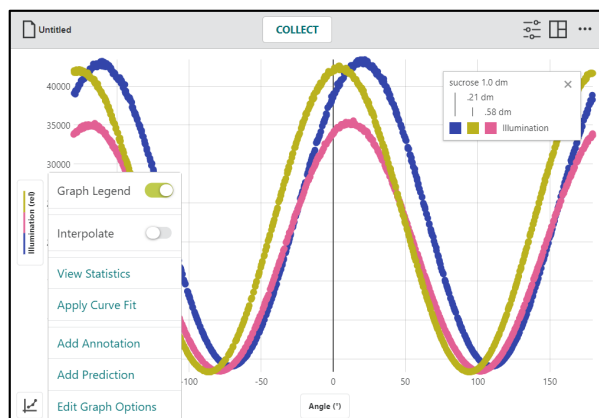 Untitled
COLLECT
sucrose 1.0 dm
.21 dm
.58 dm
Illumination
40000
35000
30000
Illumination (rel)
Graph Legend
Interpolate
View Statistics
Apply Curve Fit
Add Annotation
Add Prediction
Edit Graph Options
-100
-50
0
50
100
150
Angle (°)